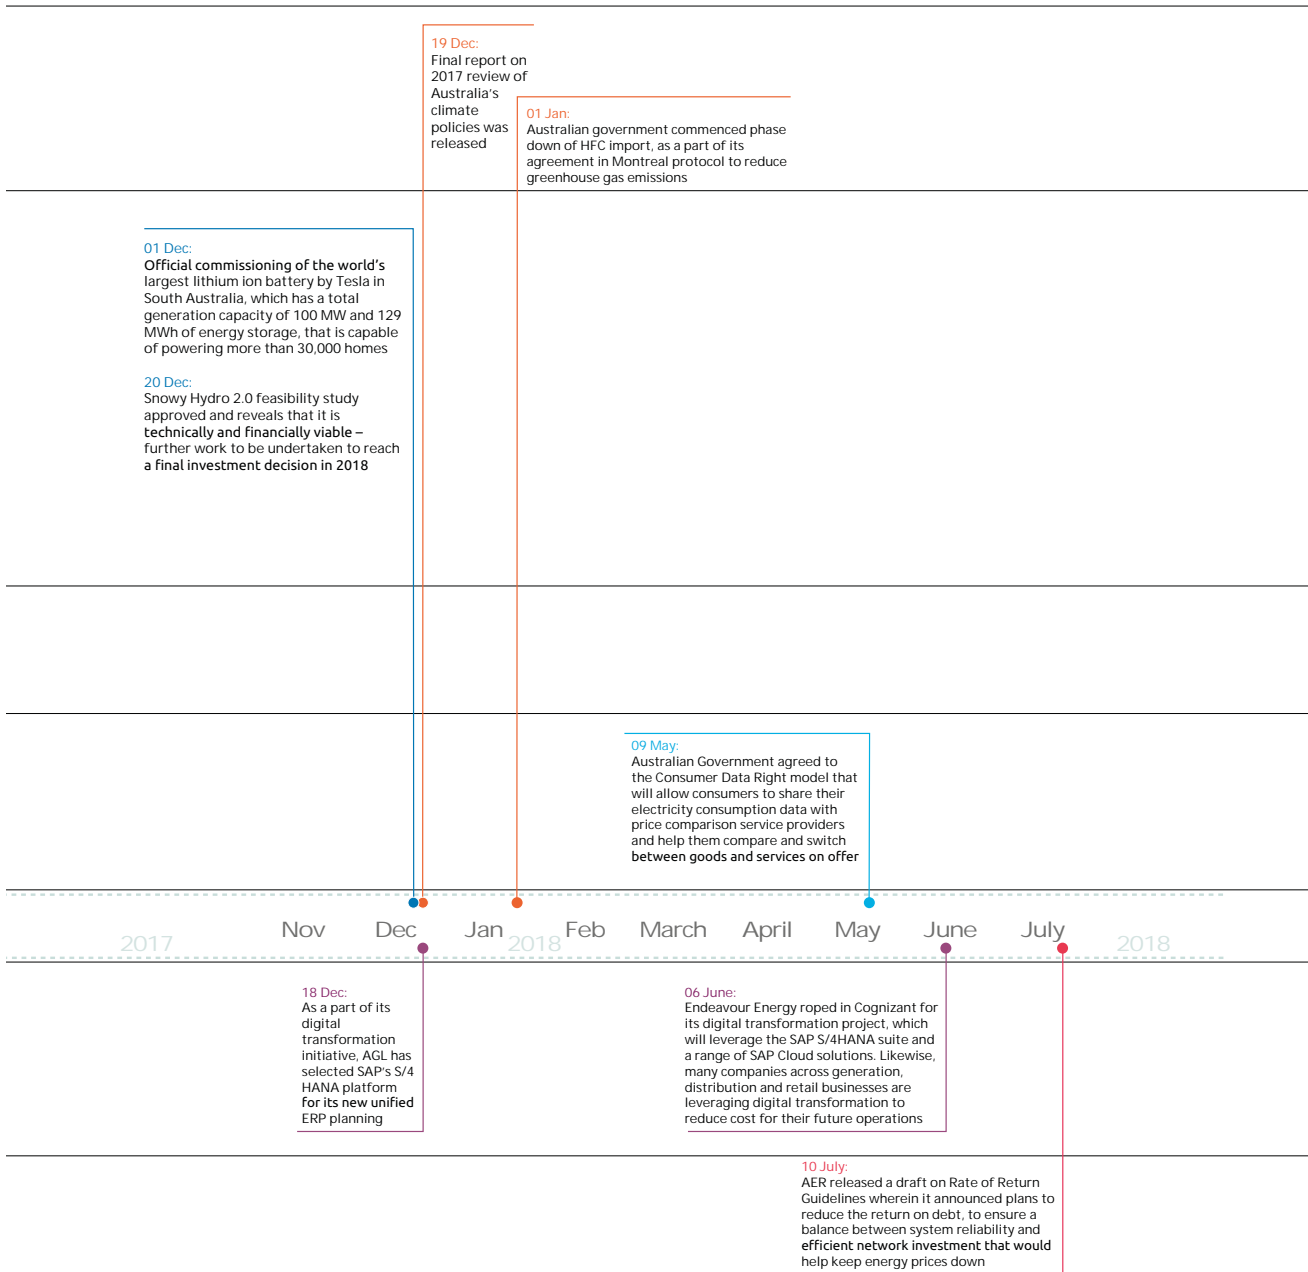 19 Dec:
Final report on
2017 review of
Australia's
climate
policies was
released
01 Jan:
Australian government commenced phase
down of HFC import, as a part of its
agreement in Montreal protocol to reduce
greenhouse gas emissions
01 Dec:
Official commissioning of the world's
largest lithium ion battery by Tesla in
South Australia, which has a total
generation capacity of 100 MW and 129
MWh of energy storage, that is capable
of powering more than 30,000 homes
20 Dec:
Snowy Hydro 2.0 feasibility study
approved and reveals that it is
technically and financially viable –
further work to be undertaken to reach
a final investment decision in 2018
09 May:
Australian Government agreed to
the Consumer Data Right model that
will allow consumers to share their
electricity consumption data with
price comparison service providers
and help them compare and switch
between goods and services on offer
Nov Dec Jan Feb March April May June July
2017 2018 2018
18 Dec:
As a part of its
digital
transformation
initiative, AGL has
selected SAP's S/4
HANA platform
for its new unified
ERP planning
06 June:
Endeavour Energy roped in Cognizant for
its digital transformation project, which
will leverage the SAP S/4HANA suite and
a range of SAP Cloud solutions. Likewise,
many companies across generation,
distribution and retail businesses are
leveraging digital transformation to
reduce cost for their future operations
10 July:
AER released a draft on Rate of Return
Guidelines wherein it announced plans to
reduce the return on debt, to ensure a
balance between system reliability and
efficient network investment that would
help keep energy prices down